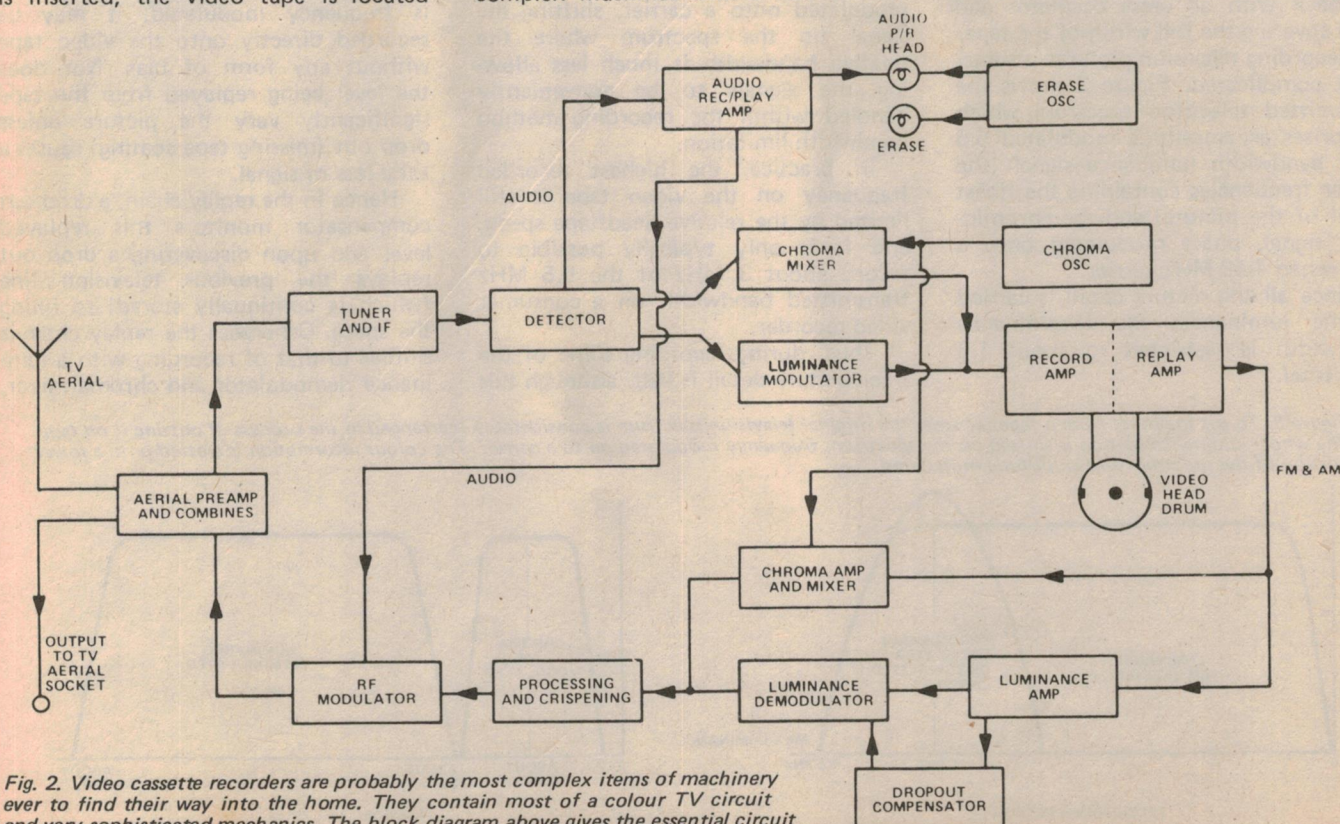 is inserted, the video tape is located
AUDIO
P/R
HEAD
AUDIO
REC/PLAY
AMP
ERASE
OSC
ERASE
AUDIO
CHROMA
MIXER
CHROMA
OSC
TUNER
AND IF
DETECTOR
TV
AERIAL
LUMINANCE
MODULATOR
RECORD
AMP
REPLAY
AMP
AUDIO
FM & AM
AERIAL PREAMP
AND COMBINES
VIDEO
HEAD
DRUM
CHROMA AMP
AND MIXER
OUTPUT
TO TV
AERIAL
SOCKET
RF
MODULATOR
PROCESSING
AND CRISPENING
LUMINANCE
DEMODULATOR
LUMINANCE
AMP
DROPOUT
COMPENSATOR
Fig. 2. Video cassette recorders are probably the most complex items of machinery
ever to find their way into the home. They contain most of a colour TV circuit
and very sophisticated mechanics. The block diagram above gives the essential circuit